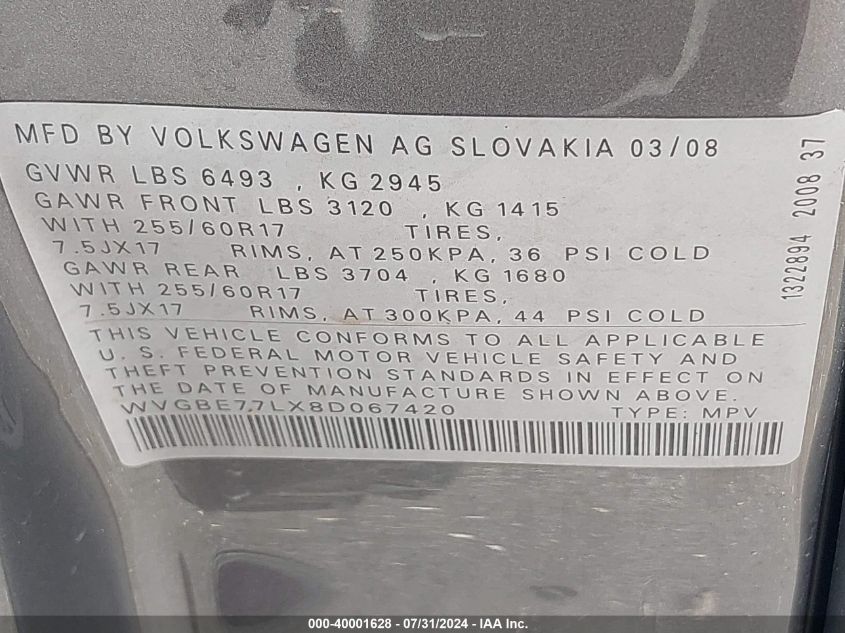 MFD BY VOLKSWAGEN AG SLOVAKIA 03/08
GVWR LBS 6493 , KG 2945
GAWR FRONT LBS 3120 , KG 1415
WITH 255/60R17 TIRES,
7.5JX17 RIMS, AT 250KPA, 36 PSI COLD
GAWR REAR LBS 3704 , KG 1680
WITH 255/60R17 TIRES,
7.5JX17 RIMS, AT 300KPA, 44 PSI COLD
THIS VEHICLE CONFORMS TO ALL APPLICABLE
U. S. FEDERAL MOTOR VEHICLE SAFETY AND
THEFT PREVENTION STANDARDS IN EFFECT ON
THE DATE OF MANUFACTURE SHOWN ABOVE.
WVGBE77LX8D067420 TYPE: MPV
1322894 2008 37
000-40001628 - 07/31/2024 - IAA Inc.